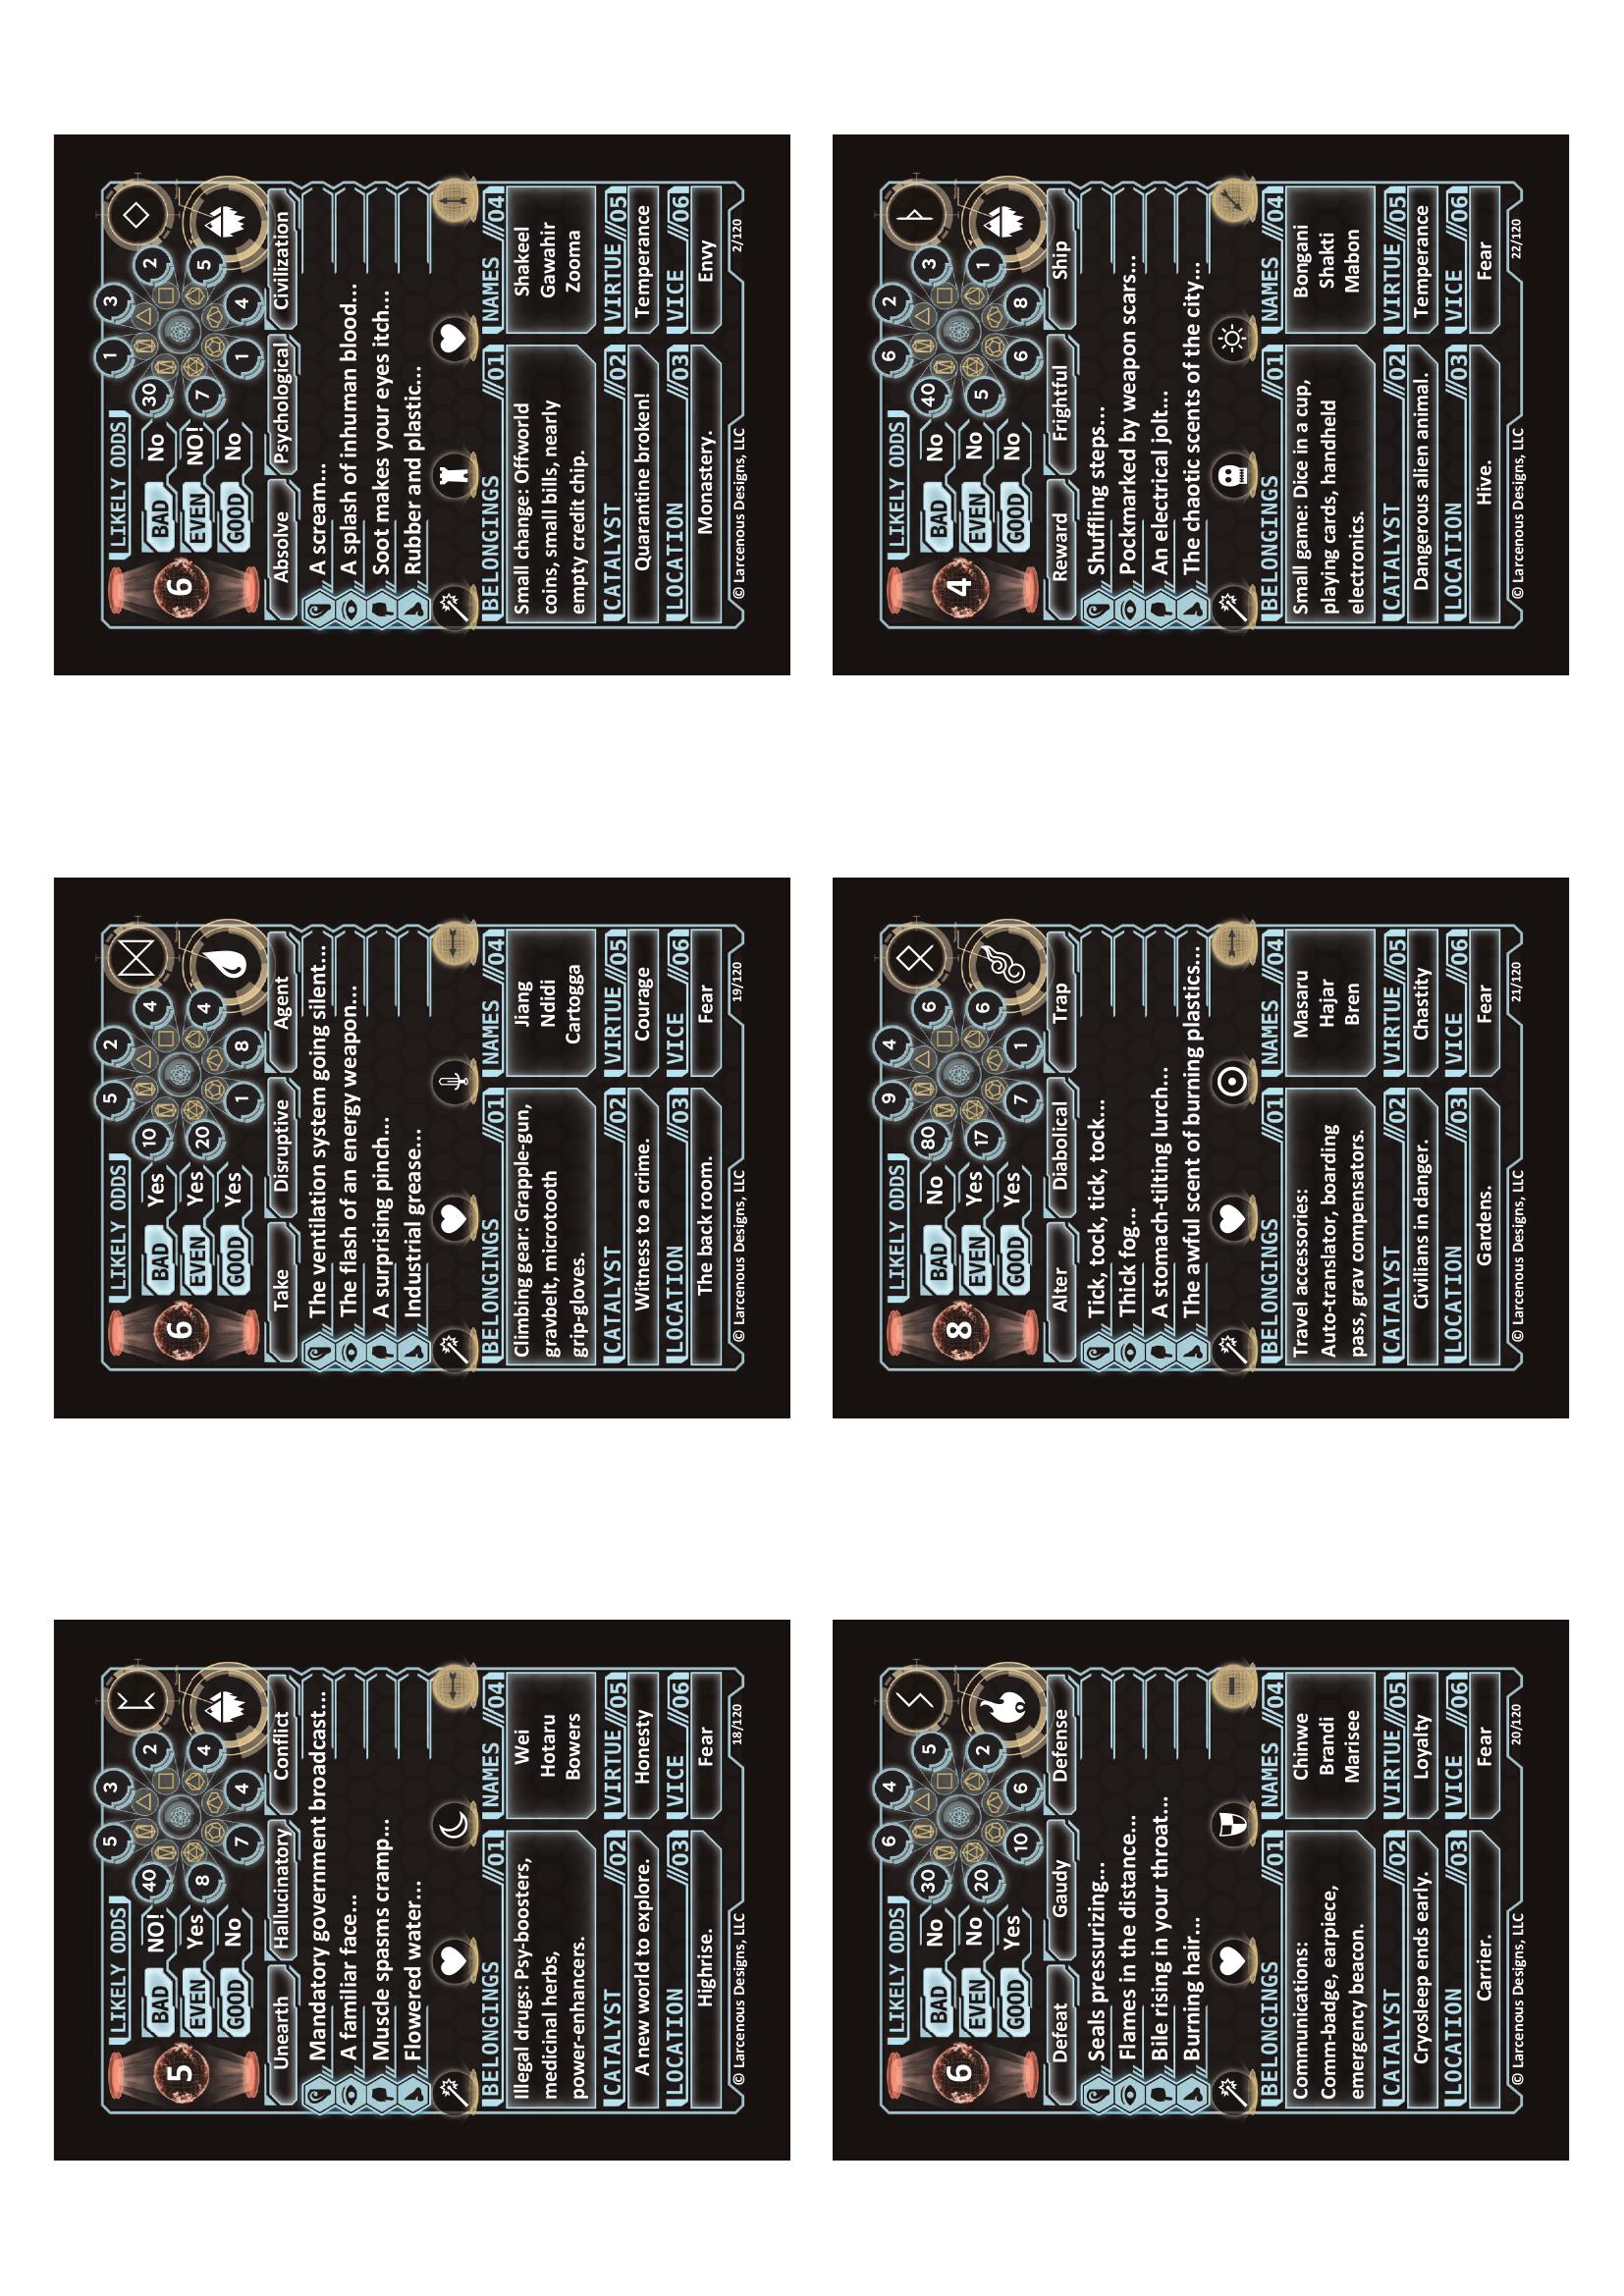 LIKELY ODDS 5 3
BAD NO! 40 2
5 EVEN Yes 8 4
GOOD No 7 4
Unearth Hallucinatory Conflict
Mandatory government broadcast...
A familiar face...
Muscle spasms cramp...
Flowered water...
BELONGINGS //01
Illegal drugs: Psy-boosters,
medicinal herbs,
power-enhancers.
CATALYST //02
A new world to explore.
LOCATION //03
Highrise.
NAMES //04
Wei
Hotaru
Bowers
VIRTUE //05
Honesty
VICE //06
Fear
© Larcenous Designs, LLC 18/120
LIKELY ODDS 5 2
BAD Yes 10 4
6 EVEN Yes 20 4
GOOD Yes 1 8
Take Disruptive Agent
The ventilation system going silent...
The flash of an energy weapon...
A surprising pinch...
Industrial grease...
BELONGINGS //01
Climbing gear: Grapple-gun,
gravbelt, microtooth
grip-gloves.
CATALYST //02
Witness to a crime.
LOCATION //03
The back room.
NAMES //04
Jiang
Ndidi
Cartogga
VIRTUE //05
Courage
VICE //06
Fear
© Larcenous Designs, LLC 19/120
LIKELY ODDS 1 3
BAD No 30 2
6 EVEN NO! 7 5
GOOD No 1 4
Absolve Psychological Civilization
A scream...
A splash of inhuman blood...
Soot makes your eyes itch...
Rubber and plastic...
BELONGINGS //01
Small change: Offworld
coins, small bills, nearly
empty credit chip.
CATALYST //02
Quarantine broken!
LOCATION //03
Monastery.
NAMES //04
Shakeel
Gawahir
Zooma
VIRTUE //05
Temperance
VICE //06
Envy
© Larcenous Designs, LLC 2/120
LIKELY ODDS 6 4
BAD No 30 5
6 EVEN No 20 2
GOOD Yes 10 6
Defeat Gaudy Defense
Seals pressurizing...
Flames in the distance...
Bile rising in your throat...
Burning hair...
BELONGINGS //01
Communications:
Comm-badge, earpiece,
emergency beacon.
CATALYST //02
Cryosleep ends early.
LOCATION //03
Carrier.
NAMES //04
Chinwe
Brandi
Marisee
VIRTUE //05
Loyalty
VICE //06
Fear
© Larcenous Designs, LLC 20/120
LIKELY ODDS 9 4
BAD No 80 6
8 EVEN Yes 17 6
GOOD Yes 7 1
Alter Diabolical Trap
Tick, tock, tick, tock...
Thick fog...
A stomach-tilting lurch...
The awful scent of burning plastics...
BELONGINGS //01
Travel accessories:
Auto-translator, boarding
pass, grav compensators.
CATALYST //02
Civilians in danger.
LOCATION //03
Gardens.
NAMES //04
Masaru
Hajar
Bren
VIRTUE //05
Chastity
VICE //06
Fear
© Larcenous Designs, LLC 21/120
LIKELY ODDS 6 2
BAD No 40 3
4 EVEN No 5 1
GOOD No 6 8
Reward Frightful Ship
Shuffling steps...
Pockmarked by weapon scars...
An electrical jolt...
The chaotic scents of the city...
BELONGINGS //01
Small game: Dice in a cup,
playing cards, handheld
electronics.
CATALYST //02
Dangerous alien animal.
LOCATION //03
Hive.
NAMES //04
Bongani
Shakti
Mabon
VIRTUE //05
Temperance
VICE //06
Fear
© Larcenous Designs, LLC 22/120